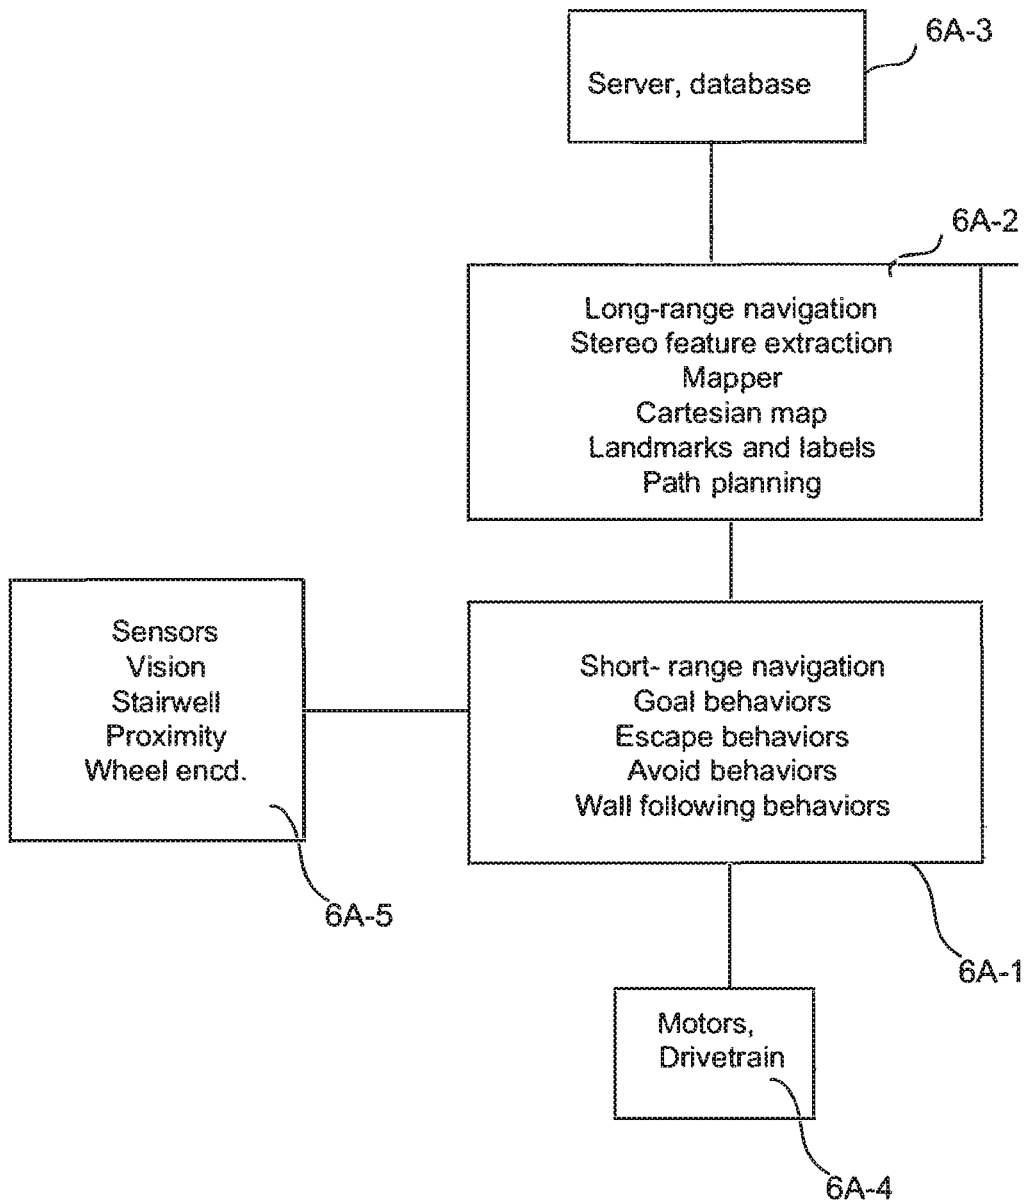 6A-3
Server, database
6A-2
Long-range navigation
Stereo feature extraction
Mapper
Cartesian map
Landmarks and labels
Path planning
Sensors
Vision
Stairwell
Proximity
Wheel encd.
6A-5
Short- range navigation
Goal behaviors
Escape behaviors
Avoid behaviors
Wall following behaviors
6A-1
Motors,
Drivetrain
6A-4